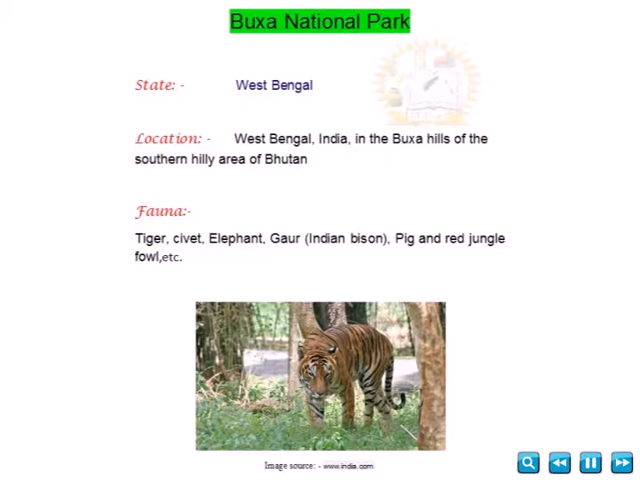 Buxa National Park
State: - West Bengal
Location: - West Bengal, India, in the Buxa hills of the
southern hilly area of Bhutan
Fauna:-
Tiger, civet, Elephant, Gaur (Indian bison), Pig and red jungle
fowl,etc.
Image source: - www.india.com